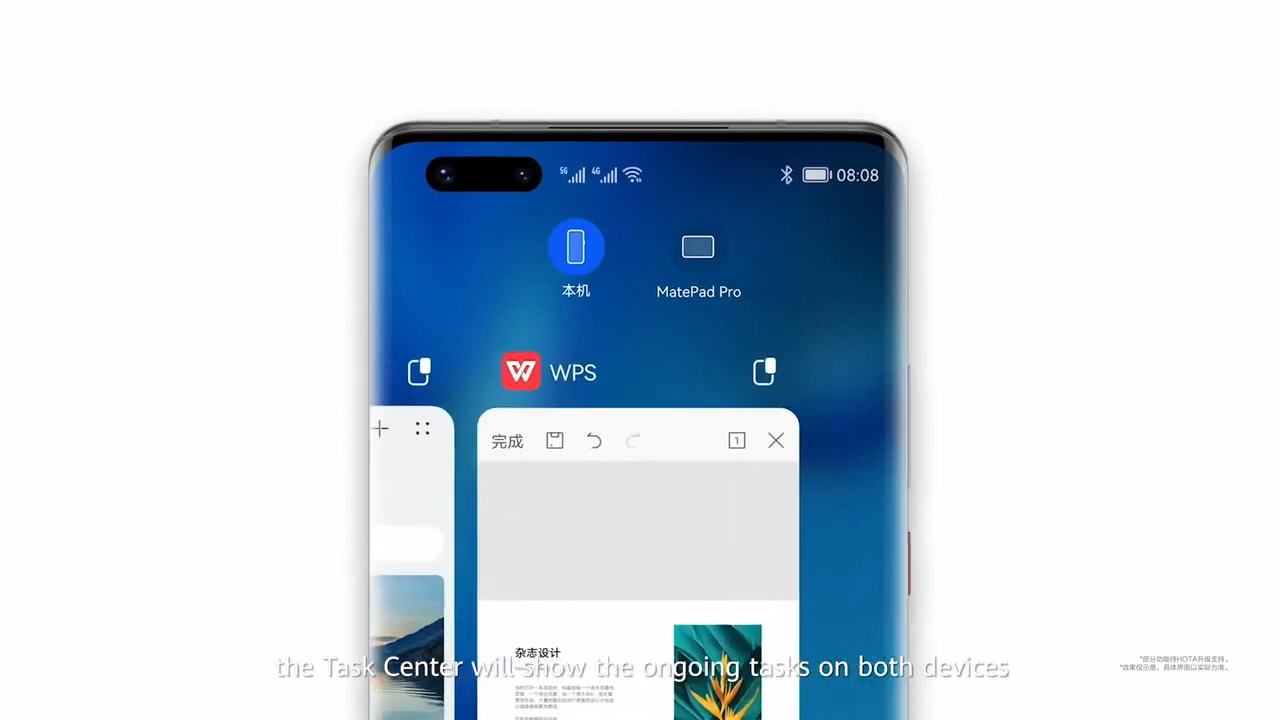 5G 4G 08:08
本机 MatePad Pro
WPS
完成 1
杂志设计
the Task Center will show the ongoing tasks on both devices
*部分功能待HOTA升级支持。
*效果仅示意，具体界面以实际为准。